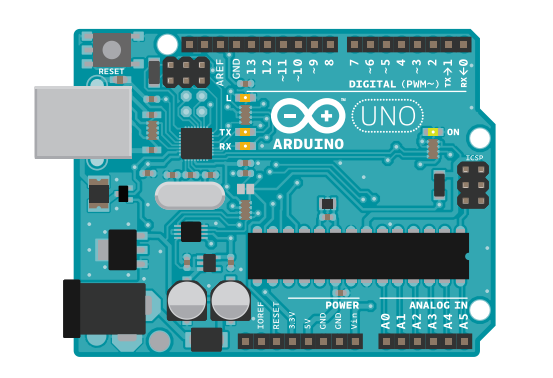 RESET
AREF
GND
13
12
~11
~10
~9
8
7
~6
~5
4
~3
2
TX→1
RX←0
DIGITAL (PWM~)
L
TX
RX
™
UNO
ARDUINO
ON
ICSP
POWER
ANALOG IN
IOREF
RESET
3.3V
5V
GND
GND
Vin
A0
A1
A2
A3
A4
A5